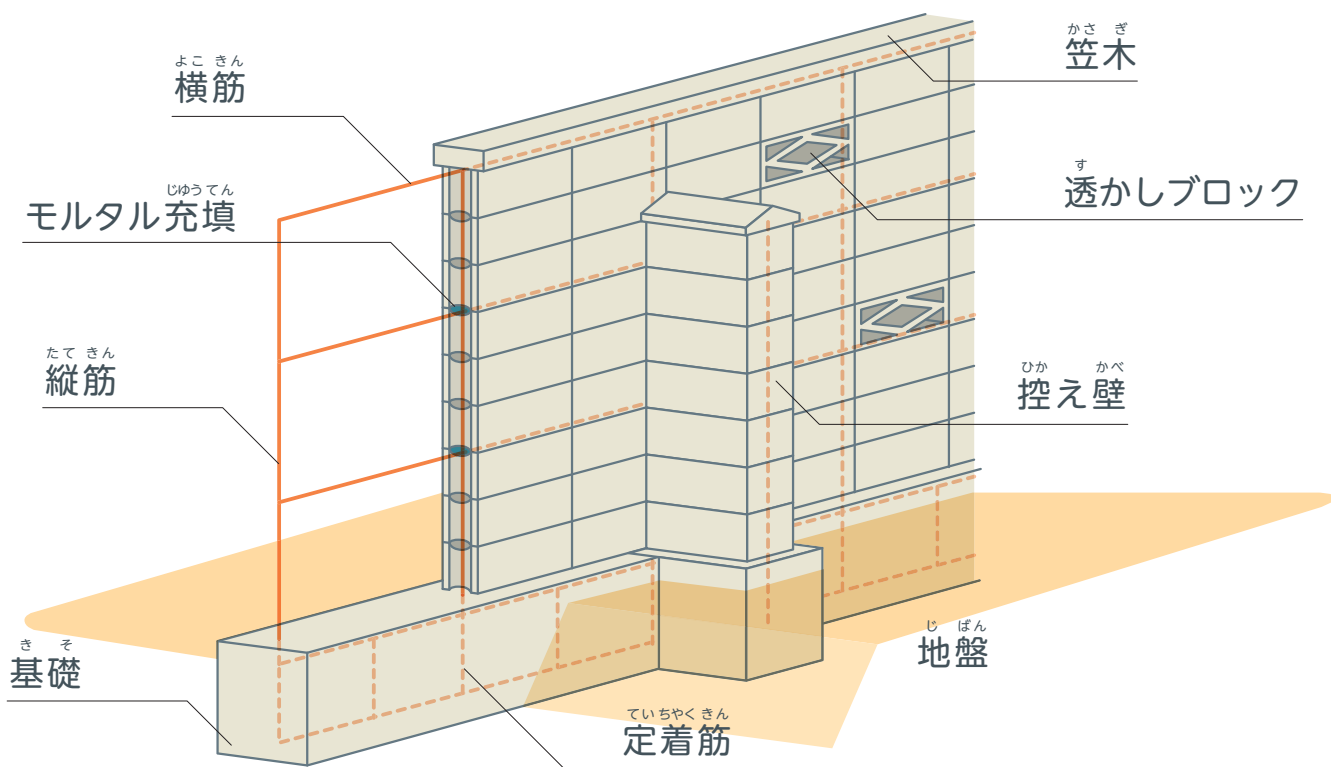 かさ ぎ
笠木
よこ きん
横筋
す
透かしブロック
じゆうてん
モルタル充填
たて きん
縦筋
ひか かべ
控え壁
き そ
基礎
じ ばん
地盤
ていちやく きん
定着筋